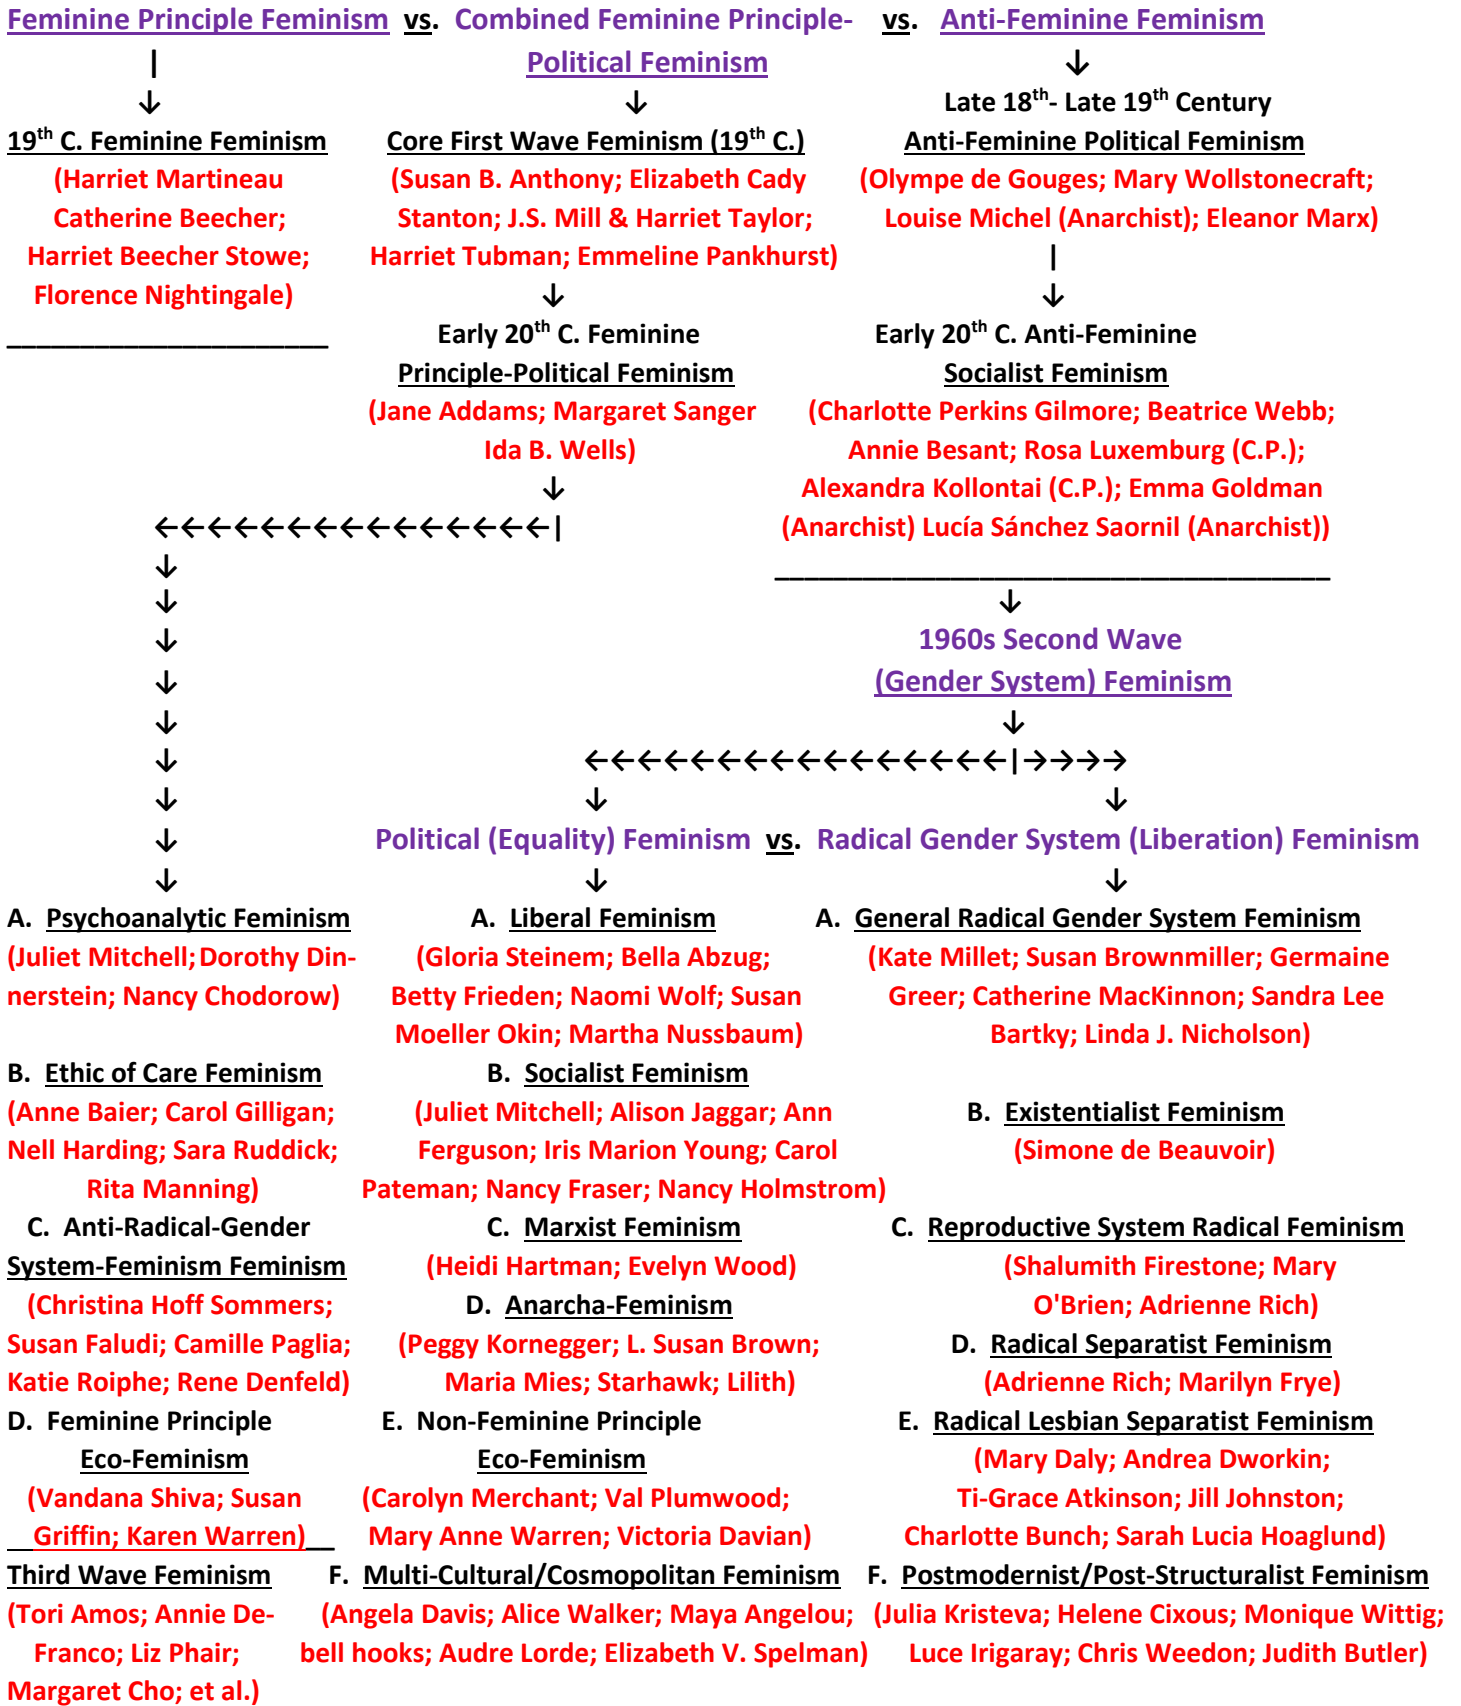 Feminine Principle Feminism vs. Combined Feminine Principle- vs. Anti-Feminine Feminism
| Political Feminism ↓
↓ ↓ Late 18th- Late 19th Century
19th C. Feminine Feminism Core First Wave Feminism (19th C.) Anti-Feminine Political Feminism
(Harriet Martineau (Susan B. Anthony; Elizabeth Cady (Olympe de Gouges; Mary Wollstonecraft;
Catherine Beecher; Stanton; J.S. Mill & Harriet Taylor; Louise Michel (Anarchist); Eleanor Marx)
Harriet Beecher Stowe; Harriet Tubman; Emmeline Pankhurst) |
Florence Nightingale) ↓ ↓
Early 20th C. Feminine Early 20th C. Anti-Feminine
Principle-Political Feminism Socialist Feminism
(Jane Addams; Margaret Sanger (Charlotte Perkins Gilmore; Beatrice Webb;
Ida B. Wells) Annie Besant; Rosa Luxemburg (C.P.);
↓ Alexandra Kollontai (C.P.); Emma Goldman
←←←←←←←←←←←←←←←| (Anarchist) Lucía Sánchez Saornil (Anarchist))
↓
↓ ↓
↓ 1960s Second Wave
↓ (Gender System) Feminism
↓ ↓
↓ ←←←←←←←←←←←←←←←←|→→→→
↓ ↓ ↓
↓ Political (Equality) Feminism vs. Radical Gender System (Liberation) Feminism
↓ ↓ ↓
A. Psychoanalytic Feminism A. Liberal Feminism A. General Radical Gender System Feminism
(Juliet Mitchell; Dorothy Din- (Gloria Steinem; Bella Abzug; (Kate Millet; Susan Brownmiller; Germaine
nerstein; Nancy Chodorow) Betty Frieden; Naomi Wolf; Susan Greer; Catherine MacKinnon; Sandra Lee
Moeller Okin; Martha Nussbaum) Bartky; Linda J. Nicholson)
B. Ethic of Care Feminism B. Socialist Feminism
(Anne Baier; Carol Gilligan; (Juliet Mitchell; Alison Jaggar; Ann B. Existentialist Feminism
Nell Harding; Sara Ruddick; Ferguson; Iris Marion Young; Carol (Simone de Beauvoir)
Rita Manning) Pateman; Nancy Fraser; Nancy Holmstrom)
C. Anti-Radical-Gender C. Marxist Feminism C. Reproductive System Radical Feminism
System-Feminism Feminism (Heidi Hartman; Evelyn Wood) (Shalumith Firestone; Mary
(Christina Hoff Sommers; D. Anarcha-Feminism O'Brien; Adrienne Rich)
Susan Faludi; Camille Paglia; (Peggy Kornegger; L. Susan Brown; D. Radical Separatist Feminism
Katie Roiphe; Rene Denfeld) Maria Mies; Starhawk; Lilith) (Adrienne Rich; Marilyn Frye)
D. Feminine Principle E. Non-Feminine Principle E. Radical Lesbian Separatist Feminism
Eco-Feminism Eco-Feminism (Mary Daly; Andrea Dworkin;
(Vandana Shiva; Susan (Carolyn Merchant; Val Plumwood; Ti-Grace Atkinson; Jill Johnston;
Griffin; Karen Warren) Mary Anne Warren; Victoria Davian) Charlotte Bunch; Sarah Lucia Hoaglund)
Third Wave Feminism F. Multi-Cultural/Cosmopolitan Feminism F. Postmodernist/Post-Structuralist Feminism
(Tori Amos; Annie De- (Angela Davis; Alice Walker; Maya Angelou; (Julia Kristeva; Helene Cixous; Monique Wittig;
Franco; Liz Phair; bell hooks; Audre Lorde; Elizabeth V. Spelman) Luce Irigaray; Chris Weedon; Judith Butler)
Margaret Cho; et al.)